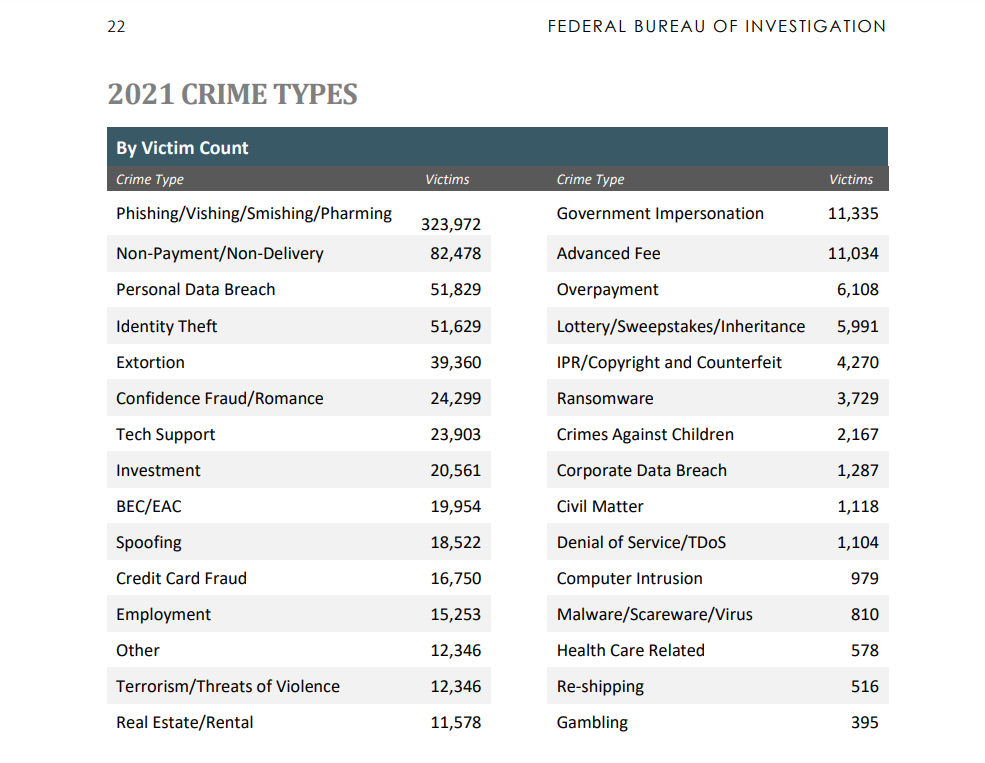 22 FEDERAL BUREAU OF INVESTIGATION
2021 CRIME TYPES
By Victim Count
Crime Type Victims Crime Type Victims
Phishing/Vishing/Smishing/Pharming 323,972 Government Impersonation 11,335
Non-Payment/Non-Delivery 82,478 Advanced Fee 11,034
Personal Data Breach 51,829 Overpayment 6,108
Identity Theft 51,629 Lottery/Sweepstakes/Inheritance 5,991
Extortion 39,360 IPR/Copyright and Counterfeit 4,270
Confidence Fraud/Romance 24,299 Ransomware 3,729
Tech Support 23,903 Crimes Against Children 2,167
Investment 20,561 Corporate Data Breach 1,287
BEC/EAC 19,954 Civil Matter 1,118
Spoofing 18,522 Denial of Service/TDoS 1,104
Credit Card Fraud 16,750 Computer Intrusion 979
Employment 15,253 Malware/Scareware/Virus 810
Other 12,346 Health Care Related 578
Terrorism/Threats of Violence 12,346 Re-shipping 516
Real Estate/Rental 11,578 Gambling 395